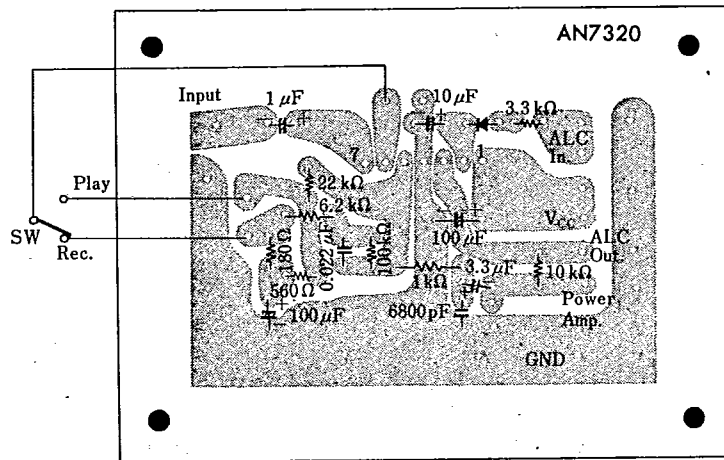 AN7320
Input
1 μF
10 μF
3.3 kΩ
ALC
In.
7
1
22 kΩ
Play
6.2 kΩ
SW
Rec.
180 Ω
0.022 μF
100 kΩ
100 μF
VCC
ALC
Out.
560 Ω
1 kΩ
3.3 μF
10 kΩ
100 μF
6800 pF
Power
Amp.
GND